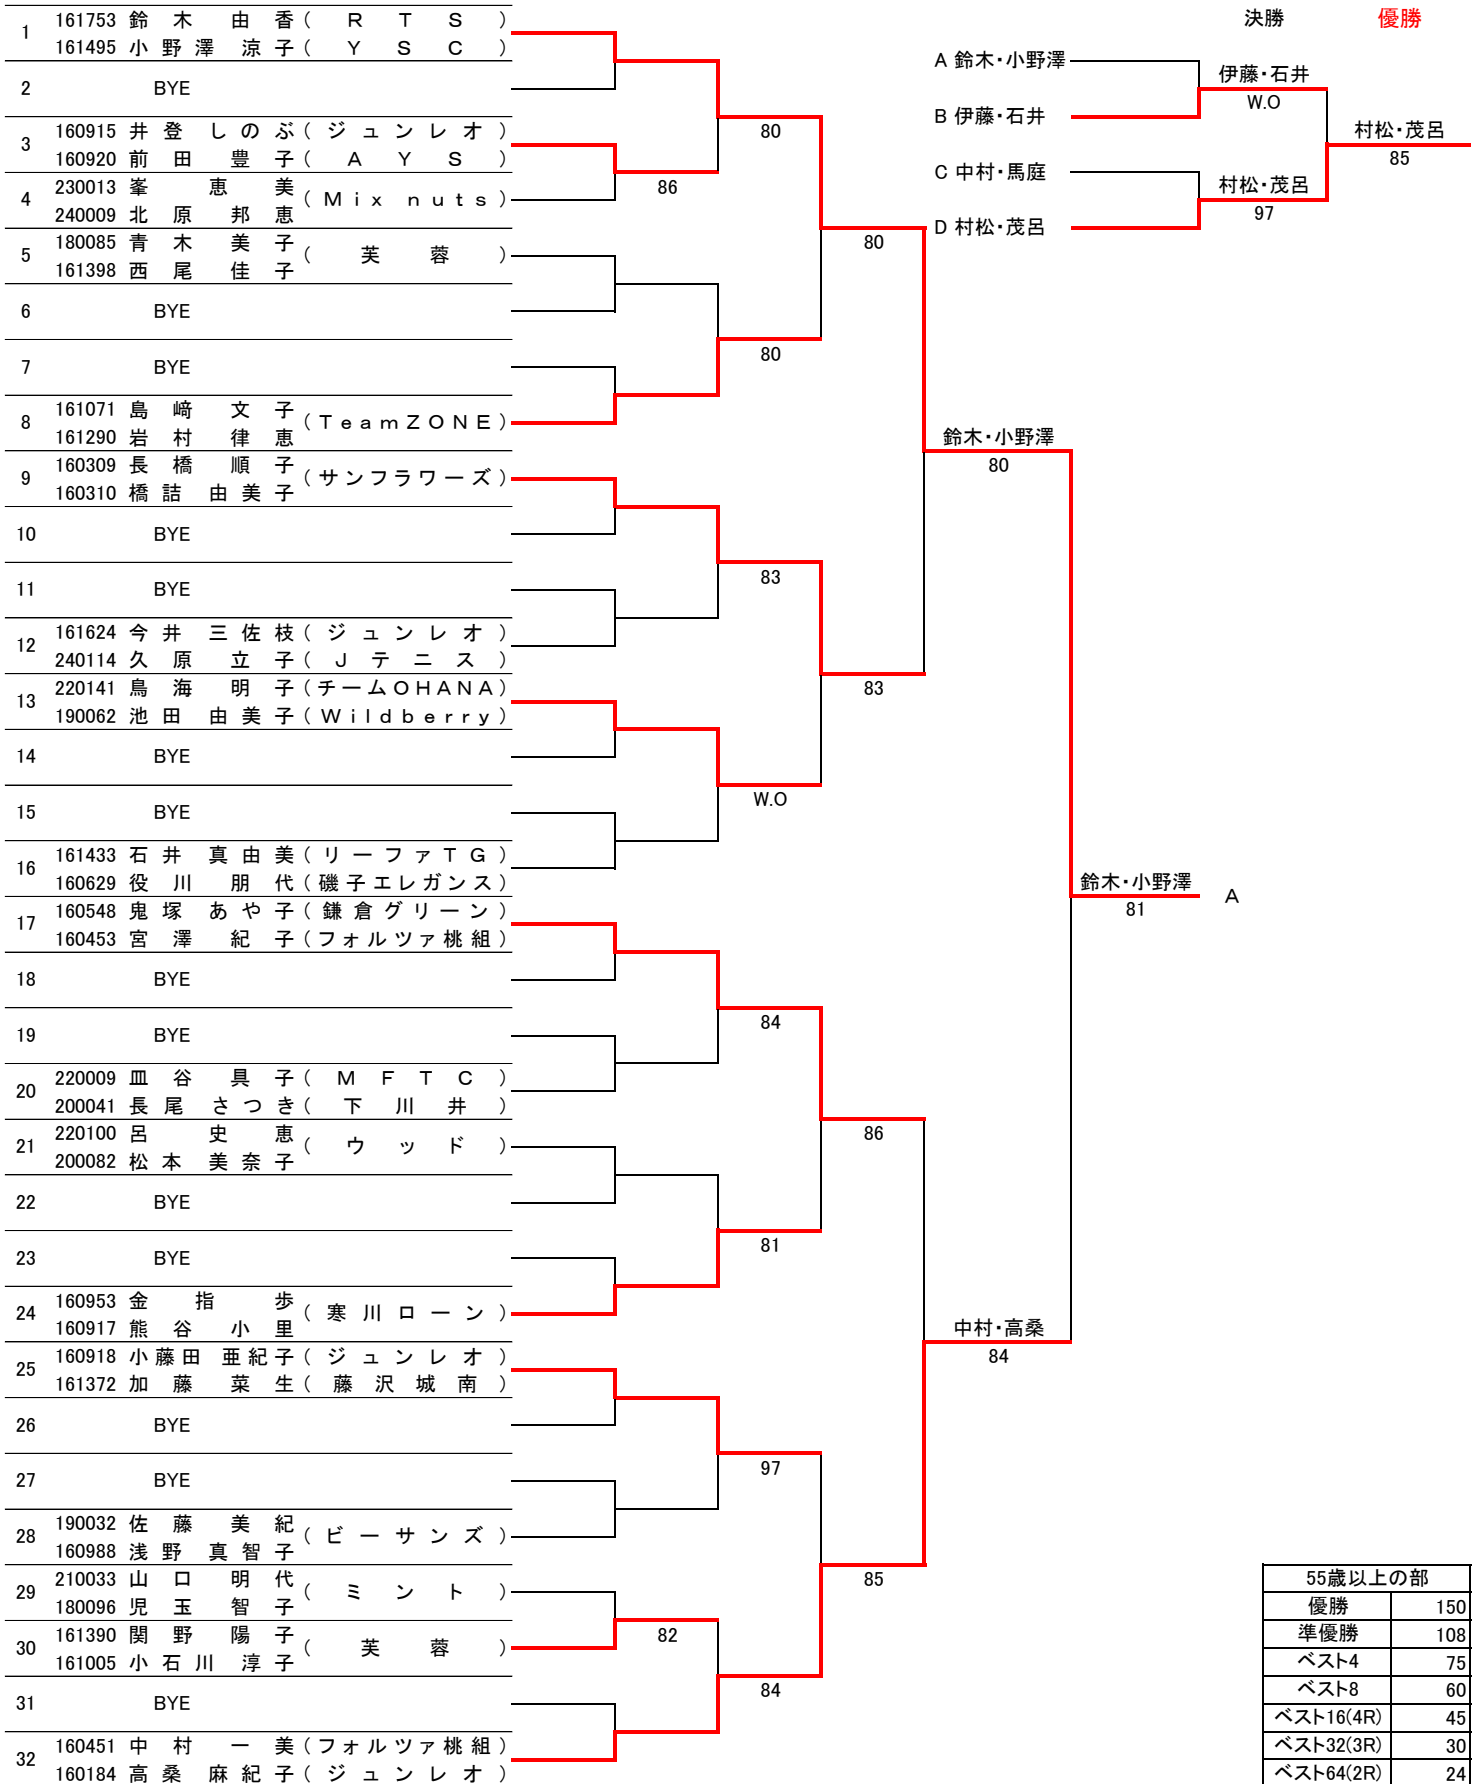 1 161753 鈴木 由香 (RTS)
161495 小野澤 涼子 (YSC)
2 BYE
3 160915 井登 しのぶ (ジュンレオ)
160920 前田 豊子 (AYS)
4 230013 峯 恵美 (Mix nuts)
240009 北原 邦恵
5 180085 青木 美子 (芙蓉)
161398 西尾 佳子
6 BYE
7 BYE
8 161071 島﨑 文子 (TeamZONE)
161290 岩村 律恵
9 160309 長橋 順子 (サンフラワーズ)
160310 橋詰 由美子
10 BYE
11 BYE
12 161624 今井 三佐枝 (ジュンレオ)
240114 久原 立子 (Jテニス)
13 220141 鳥海 明子 (チームOHANA)
190062 池田 由美子 (Wildberry)
14 BYE
15 BYE
16 161433 石井 真由美 (リーファTG)
160629 役川 朋代 (磯子エレガンス)
17 160548 鬼塚 あや子 (鎌倉グリーン)
160453 宮澤 紀子 (フォルツァ桃組)
18 BYE
19 BYE
20 220009 皿谷 具子 (MFTC)
200041 長尾 さつき (下川井)
21 220100 呂 史恵 (ウッド)
200082 松本 美奈子
22 BYE
23 BYE
24 160953 金指 歩 (寒川ローン)
160917 熊谷 小里
25 160918 小藤田 亜紀子 (ジュンレオ)
161372 加藤 菜生 (藤沢城南)
26 BYE
27 BYE
28 190032 佐藤 美紀 (ビーサンズ)
160988 浅野 真智子
29 210033 山口 明代 (ミント)
180096 児玉 智子
30 161390 関野 陽子 (芙蓉)
161005 小石川 淳子
31 BYE
32 160451 中村 一美 (フォルツァ桃組)
160184 高桑 麻紀子 (ジュンレオ)
86
82
80
80
83
W.O
84
81
97
84
80
83
86
85
鈴木・小野澤
80
中村・高桑
84
鈴木・小野澤 A
81
決勝 優勝
A 鈴木・小野澤
伊藤・石井
W.O
B 伊藤・石井
村松・茂呂
85
C 中村・馬庭
村松・茂呂
97
D 村松・茂呂
55歳以上の部
優勝 150
準優勝 108
ベスト4 75
ベスト8 60
ベスト16(4R) 45
ベスト32(3R) 30
ベスト64(2R) 24